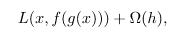 L(x, f(g(x))) + Ω(h),